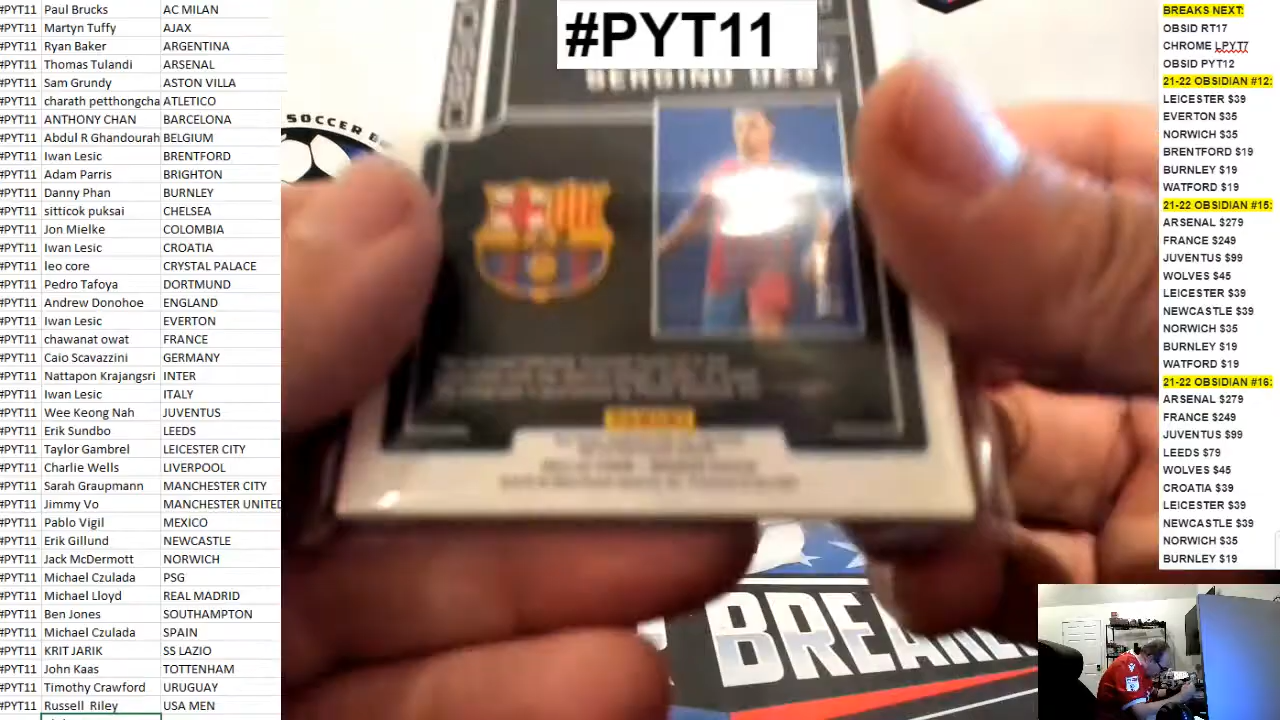 #PYT11 Paul Brucks AC MILAN
#PYT11 Martyn Tuffy AJAX
#PYT11 Ryan Baker ARGENTINA
#PYT11 Thomas Tulandi ARSENAL
#PYT11 Sam Grundy ASTON VILLA
#PYT11 charath petthongcha ATLETICO
#PYT11 ANTHONY CHAN BARCELONA
#PYT11 Abdul R Ghandourah BELGIUM
#PYT11 Iwan Lesic BRENTFORD
#PYT11 Adam Parris BRIGHTON
#PYT11 Danny Phan BURNLEY
#PYT11 sitticok puksai CHELSEA
#PYT11 Jon Mielke COLOMBIA
#PYT11 Iwan Lesic CROATIA
#PYT11 leo core CRYSTAL PALACE
#PYT11 Pedro Tafoya DORTMUND
#PYT11 Andrew Donohoe ENGLAND
#PYT11 Iwan Lesic EVERTON
#PYT11 chawanat owat FRANCE
#PYT11 Caio Scavazzini GERMANY
#PYT11 Nattapon Krajangsri INTER
#PYT11 Iwan Lesic ITALY
#PYT11 Wee Keong Nah JUVENTUS
#PYT11 Erik Sundbo LEEDS
#PYT11 Taylor Gambrel LEICESTER CITY
#PYT11 Charlie Wells LIVERPOOL
#PYT11 Sarah Graupmann MANCHESTER CITY
#PYT11 Jimmy Vo MANCHESTER UNITED
#PYT11 Pablo Vigil MEXICO
#PYT11 Erik Gillund NEWCASTLE
#PYT11 Jack McDermott NORWICH
#PYT11 Michael Czulada PSG
#PYT11 Michael Lloyd REAL MADRID
#PYT11 Ben Jones SOUTHAMPTON
#PYT11 Michael Czulada SPAIN
#PYT11 KRIT JARIK SS LAZIO
#PYT11 John Kaas TOTTENHAM
#PYT11 Timothy Crawford URUGUAY
#PYT11 Russell Riley USA MEN
#PYT11
SERGINO DEST
SOCCER B
PANINI
BREAKE
BREAKS NEXT:
OBSID RT17
CHROME LPYT7
OBSID PYT12
21-22 OBSIDIAN #12:
LEICESTER $39
EVERTON $35
NORWICH $35
BRENTFORD $19
BURNLEY $19
WATFORD $19
21-22 OBSIDIAN #15:
ARSENAL $279
FRANCE $249
JUVENTUS $99
WOLVES $45
LEICESTER $39
NEWCASTLE $39
NORWICH $35
BURNLEY $19
WATFORD $19
21-22 OBSIDIAN #16:
ARSENAL $279
FRANCE $249
JUVENTUS $99
LEEDS $79
WOLVES $45
CROATIA $39
LEICESTER $39
NEWCASTLE $39
NORWICH $35
BURNLEY $19